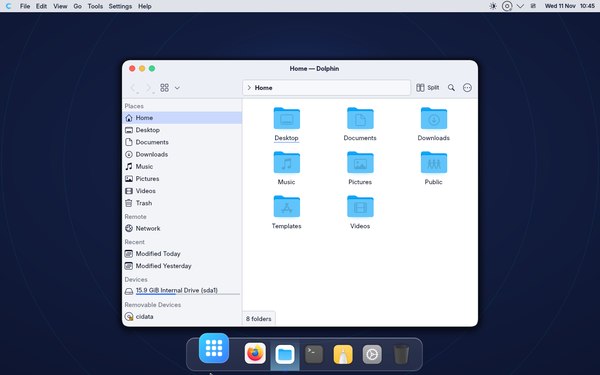 File Edit View Go Tools Settings Help
Wed 11 Nov 10:45
Home — Dolphin
Home
Split
Places
Home
Desktop
Documents
Downloads
Music
Pictures
Videos
Trash
Remote
Network
Recent
Modified Today
Modified Yesterday
Devices
15.9 GiB Internal Drive (sda1)
Removable Devices
cidata
Desktop Documents Downloads
Music Pictures Public
Templates Videos
8 folders